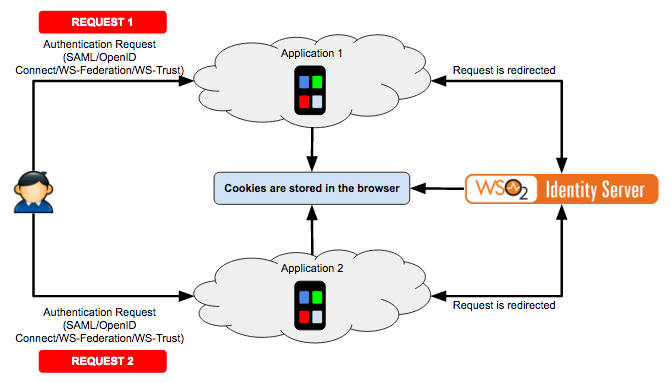 REQUEST 1
Authentication Request
(SAML/OpenID
Connect/WS-Federation/WS-Trust)
Application 1
Request is redirected
Cookies are stored in the browser
WSO2 Identity Server
Application 2
Request is redirected
Authentication Request
(SAML/OpenID
Connect/WS-Federation/WS-Trust)
REQUEST 2